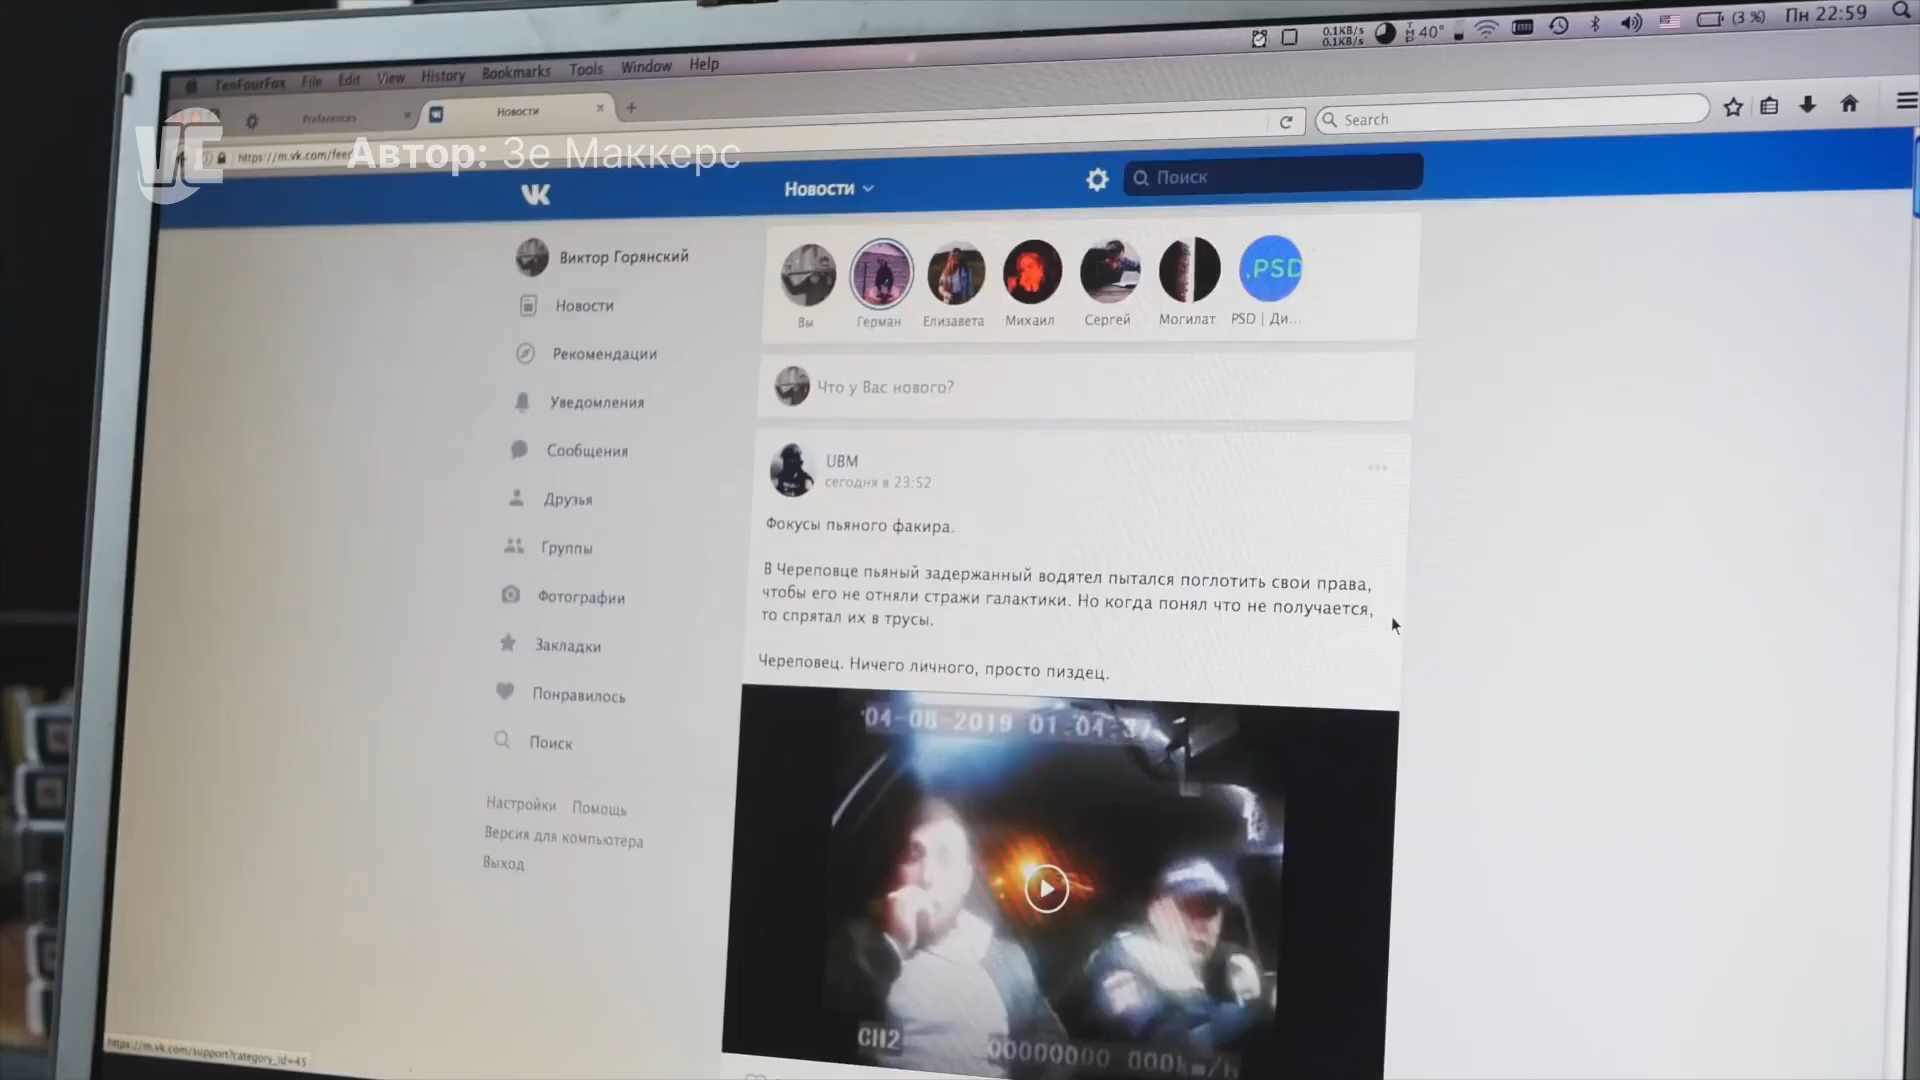 0.1KB/s
0.1KB/s
40°
(3 %)
Пн 22:59
TenFourFox File Edit View History Bookmarks Tools Window Help
Preferences
Новости
Search
https://m.vk.com/feed
Автор: Зе Маккерс
Новости
Поиск
Виктор Горянский
Новости
Рекомендации
Уведомления
Сообщения
Друзья
Группы
Фотографии
Закладки
Понравилось
Поиск
Настройки Помощь
Версия для компьютера
Выход
Вы
Герман
Елизавета
Михаил
Сергей
Могилат
.PSD
PSD | Ди...
Что у Вас нового?
UBM
сегодня в 23:52
Фокусы пьяного факира.
В Череповце пьяный задержанный водятел пытался поглотить свои права,
чтобы его не отняли стражи галактики. Но когда понял что не получается,
то спрятал их в трусы.
Череповец. Ничего личного, просто пиздец.
04-08-2019 01:04:37
CH2
00000000 000km/h
https://m.vk.com/support?category_id=45